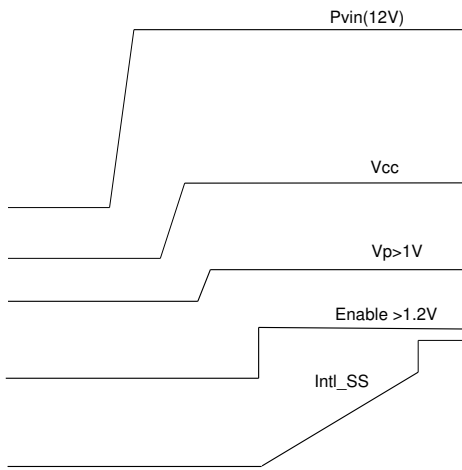 Pvin(12V)
Vcc
Vp>1V
Enable >1.2V
Intl_SS